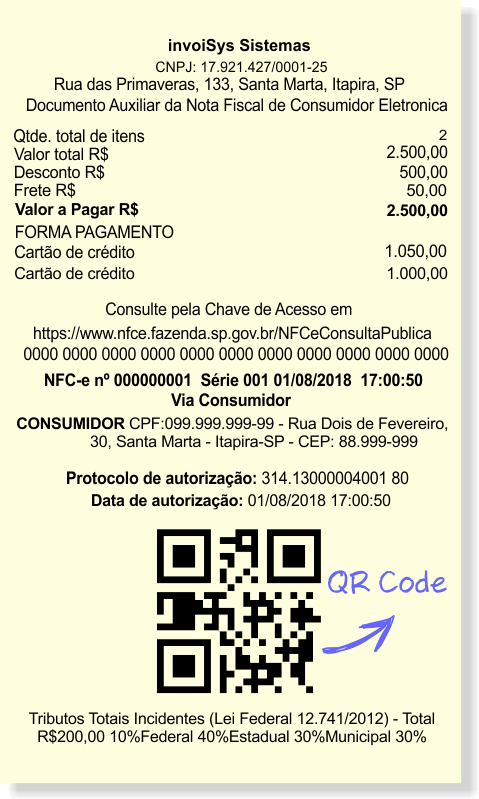 invoiSys Sistemas
CNPJ: 17.921.427/0001-25
Rua das Primaveras, 133, Santa Marta, Itapira, SP
Documento Auxiliar da Nota Fiscal de Consumidor Eletronica
Qtde. total de itens 2
Valor total R$ 2.500,00
Desconto R$ 500,00
Frete R$ 50,00
Valor a Pagar R$ 2.500,00
FORMA PAGAMENTO
Cartão de crédito 1.050,00
Cartão de crédito 1.000,00
Consulte pela Chave de Acesso em
https://www.nfce.fazenda.sp.gov.br/NFCeConsultaPublica
0000 0000 0000 0000 0000 0000 0000 0000 0000 0000 0000
NFC-e nº 000000001 Série 001 01/08/2018 17:00:50
Via Consumidor
CONSUMIDOR CPF:099.999.999-99 - Rua Dois de Fevereiro,
30, Santa Marta - Itapira-SP - CEP: 88.999-999
Protocolo de autorização: 314.13000004001 80
Data de autorização: 01/08/2018 17:00:50
QR Code
Tributos Totais Incidentes (Lei Federal 12.741/2012) - Total
R$200,00 10%Federal 40%Estadual 30%Municipal 30%